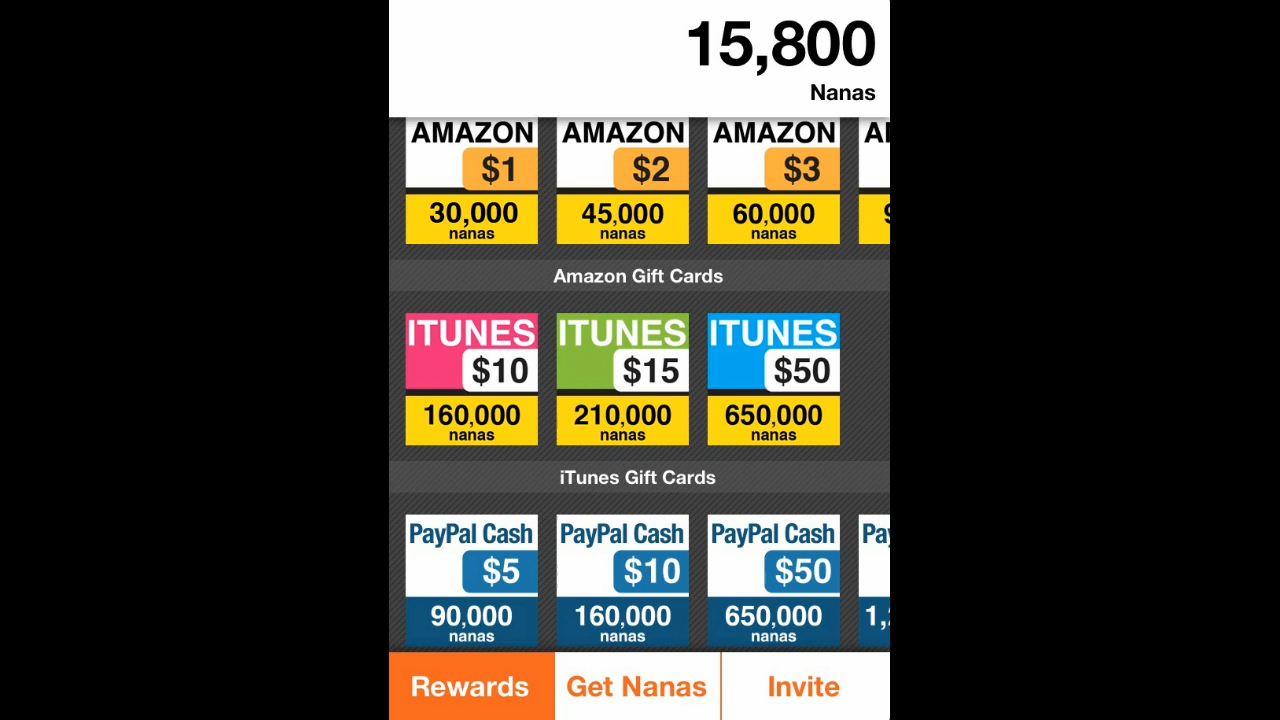 15,800
Nanas
AMAZON AMAZON AMAZON
$1 $2 $3
30,000 45,000 60,000
nanas nanas nanas
Amazon Gift Cards
ITUNES ITUNES ITUNES
$10 $15 $50
160,000 210,000 650,000
nanas nanas nanas
iTunes Gift Cards
PayPal Cash PayPal Cash PayPal Cash
$5 $10 $50
90,000 160,000 650,000
nanas nanas nanas
Rewards Get Nanas Invite